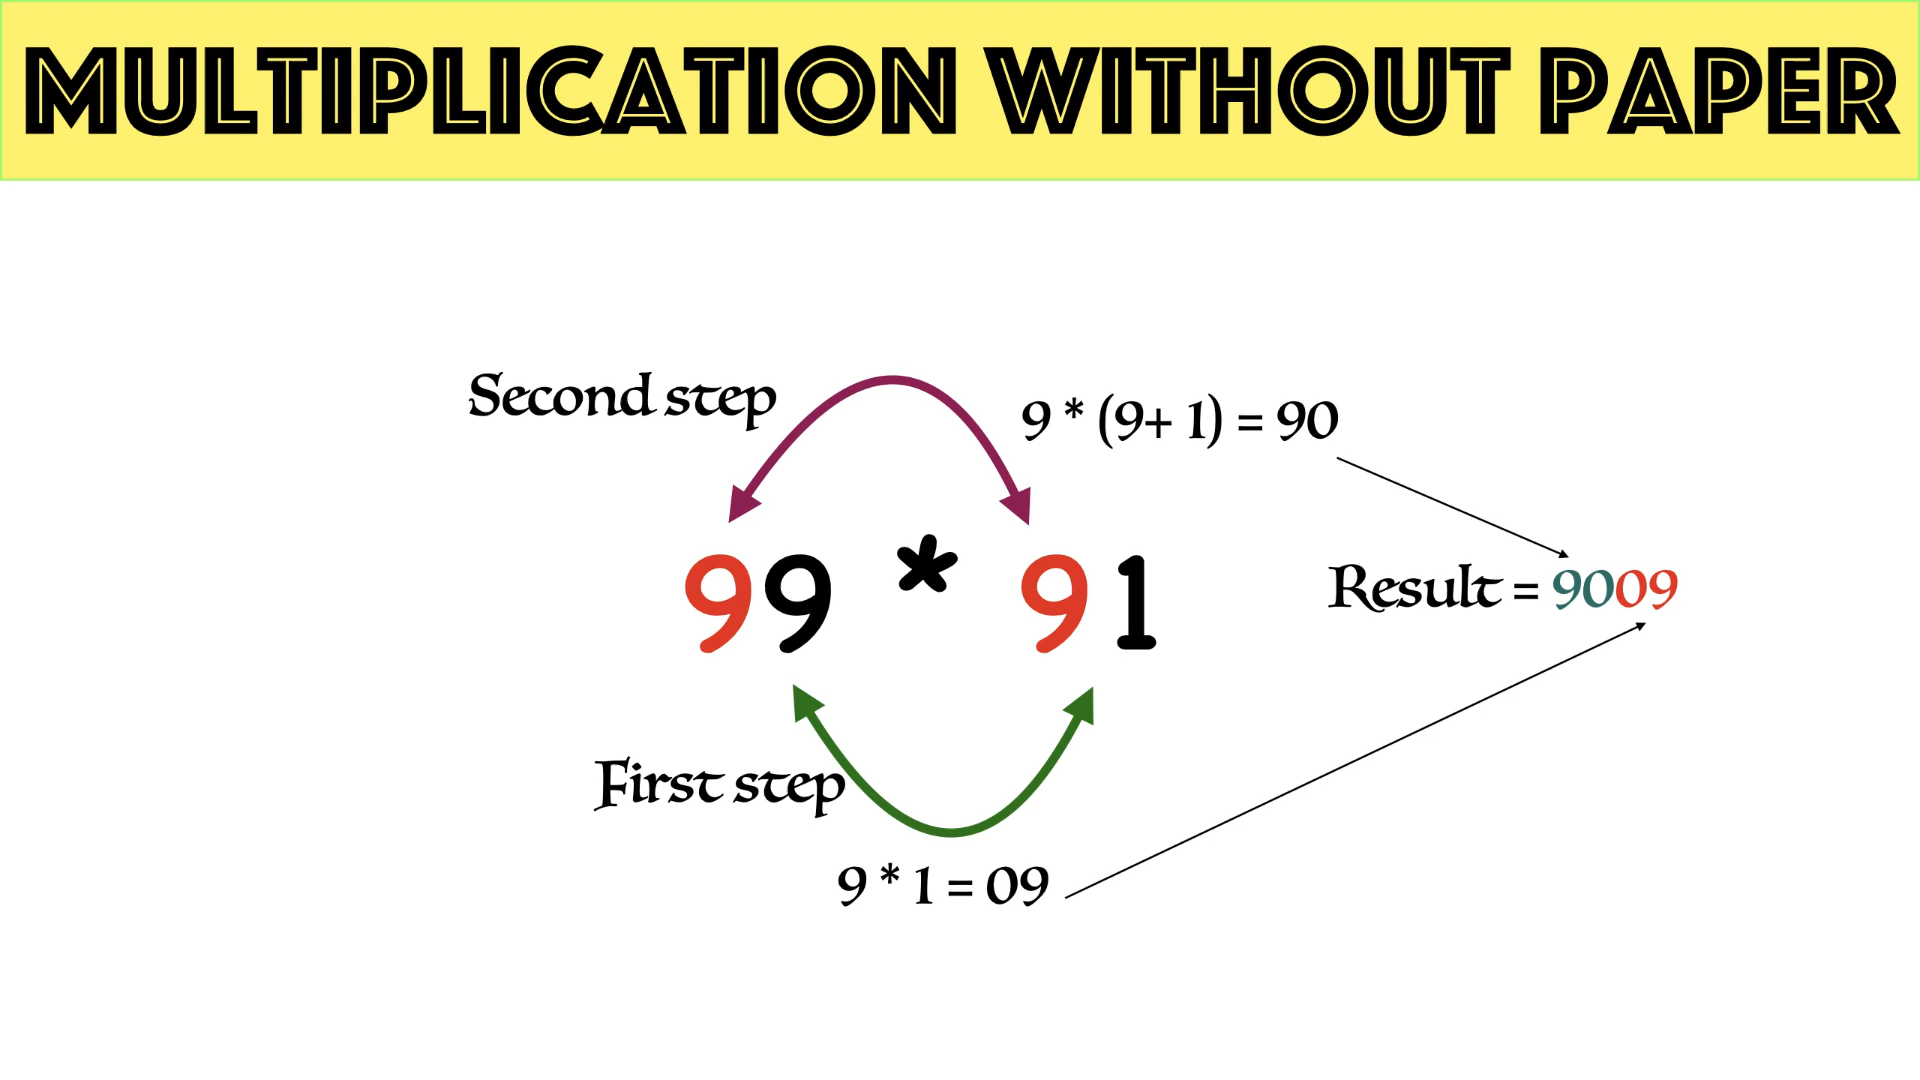 MULTIPLICATION WITHOUT PAPER
Second step
9 * (9+ 1) = 90
99 * 91
Result = 9009
First step
9 * 1 = 09